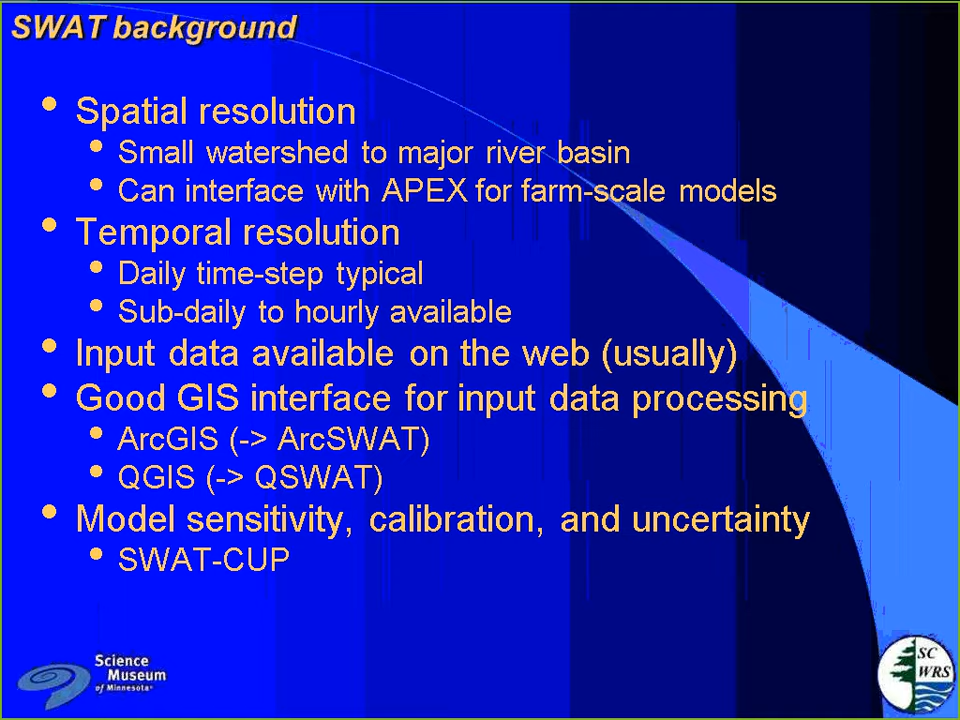 SWAT background
• Spatial resolution
• Small watershed to major river basin
• Can interface with APEX for farm-scale models
• Temporal resolution
• Daily time-step typical
• Sub-daily to hourly available
• Input data available on the web (usually)
• Good GIS interface for input data processing
• ArcGIS (-> ArcSWAT)
• QGIS (-> QSWAT)
• Model sensitivity, calibration, and uncertainty
• SWAT-CUP
Science
Museum
of Minnesota®
SC
WRS